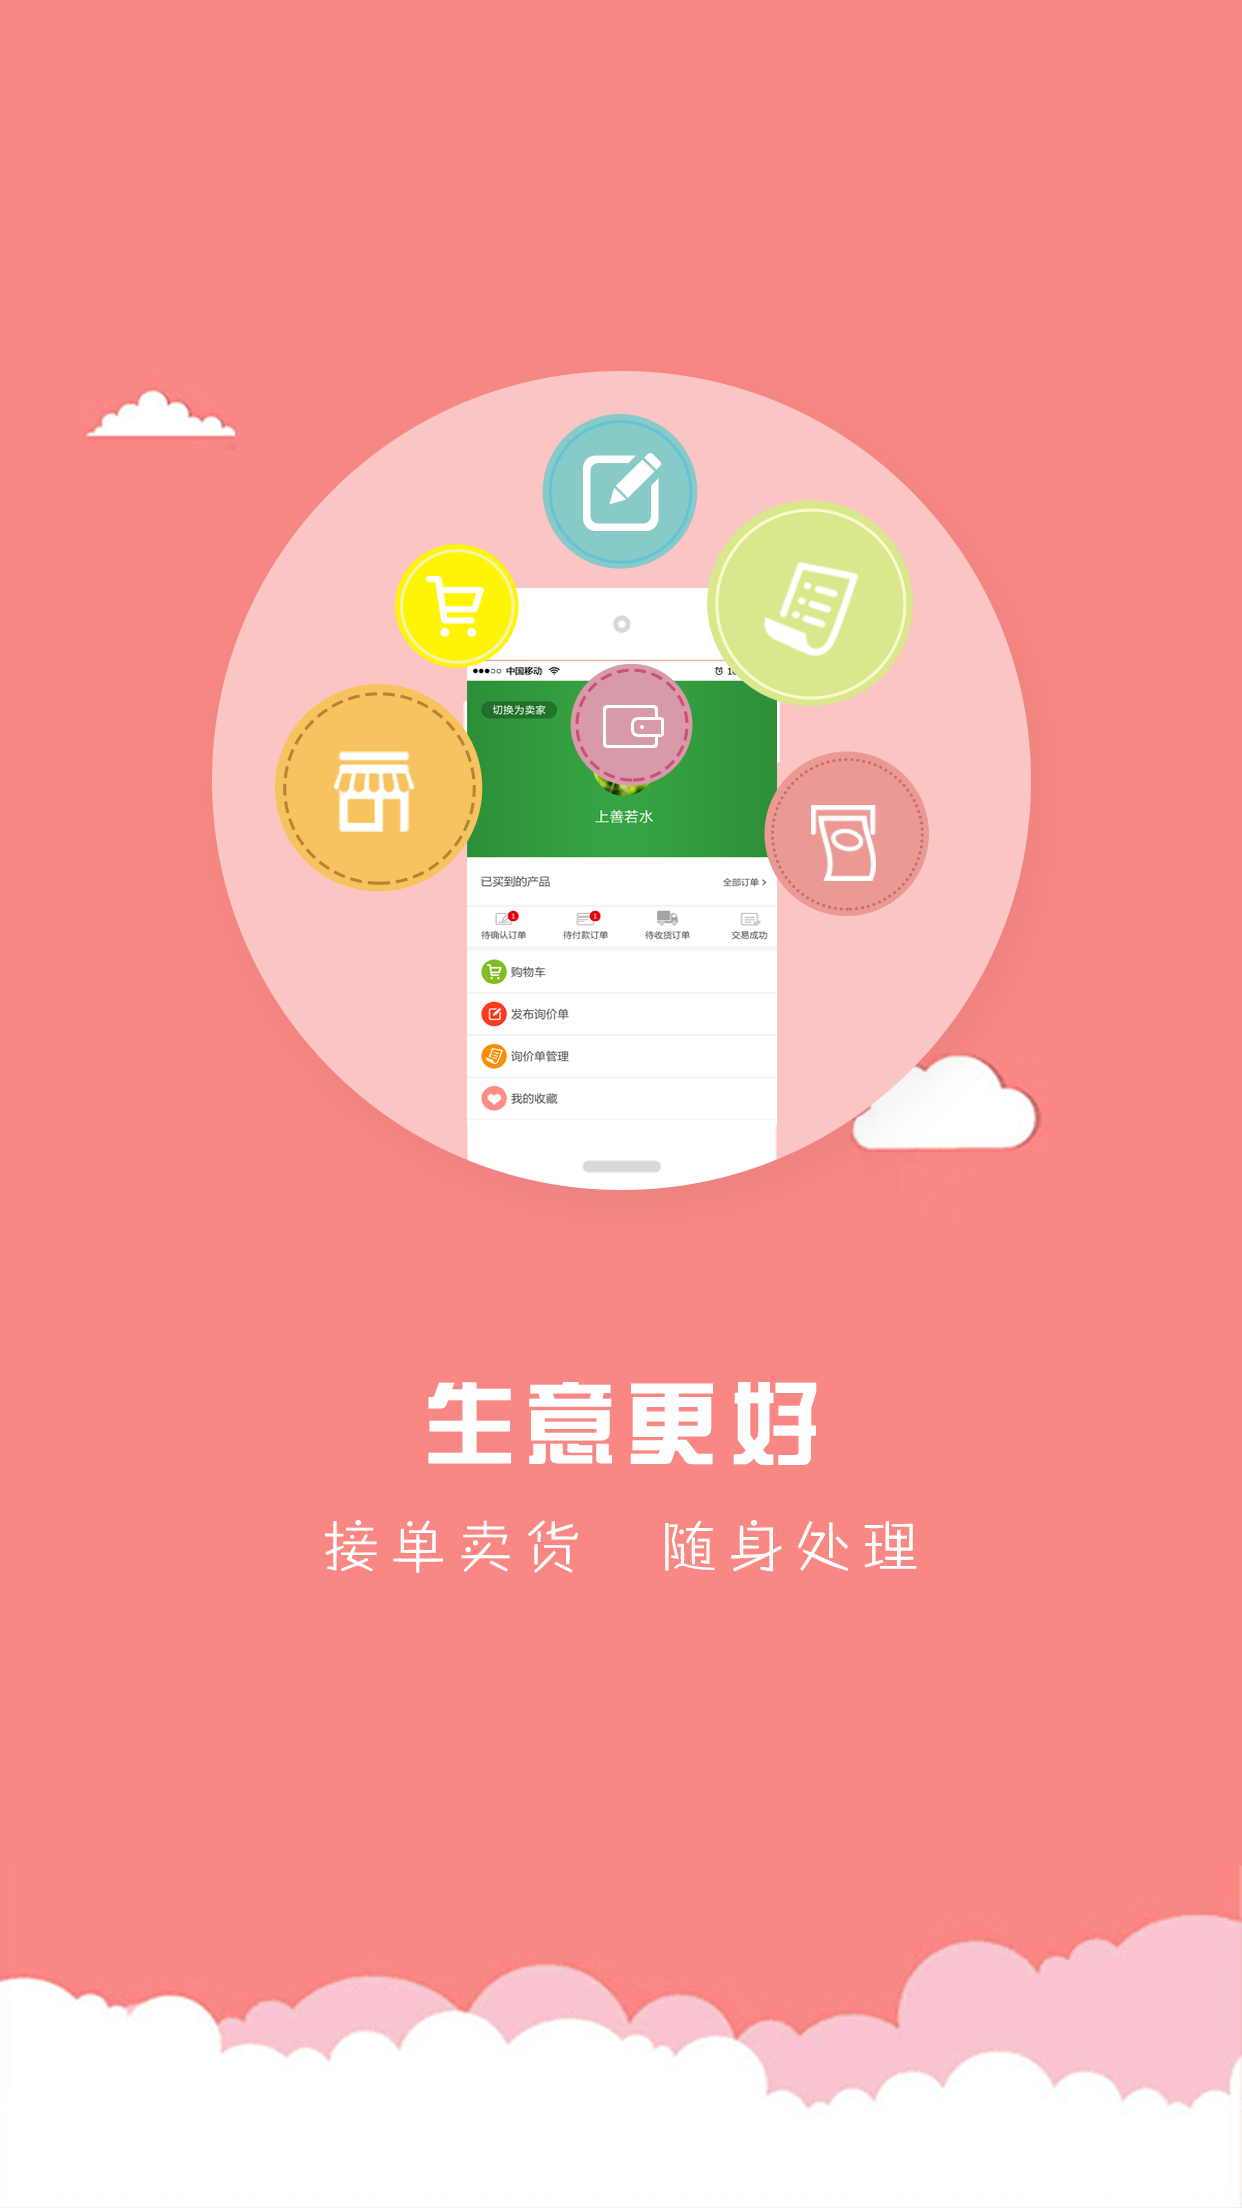 中国移动
切换为卖家
上善若水
已买到的产品 全部订单 >
1 1
待确认订单 待付款订单 待收货订单 交易成功
购物车
发布询价单
询价单管理
我的收藏
生意更好
接单卖货 随身处理